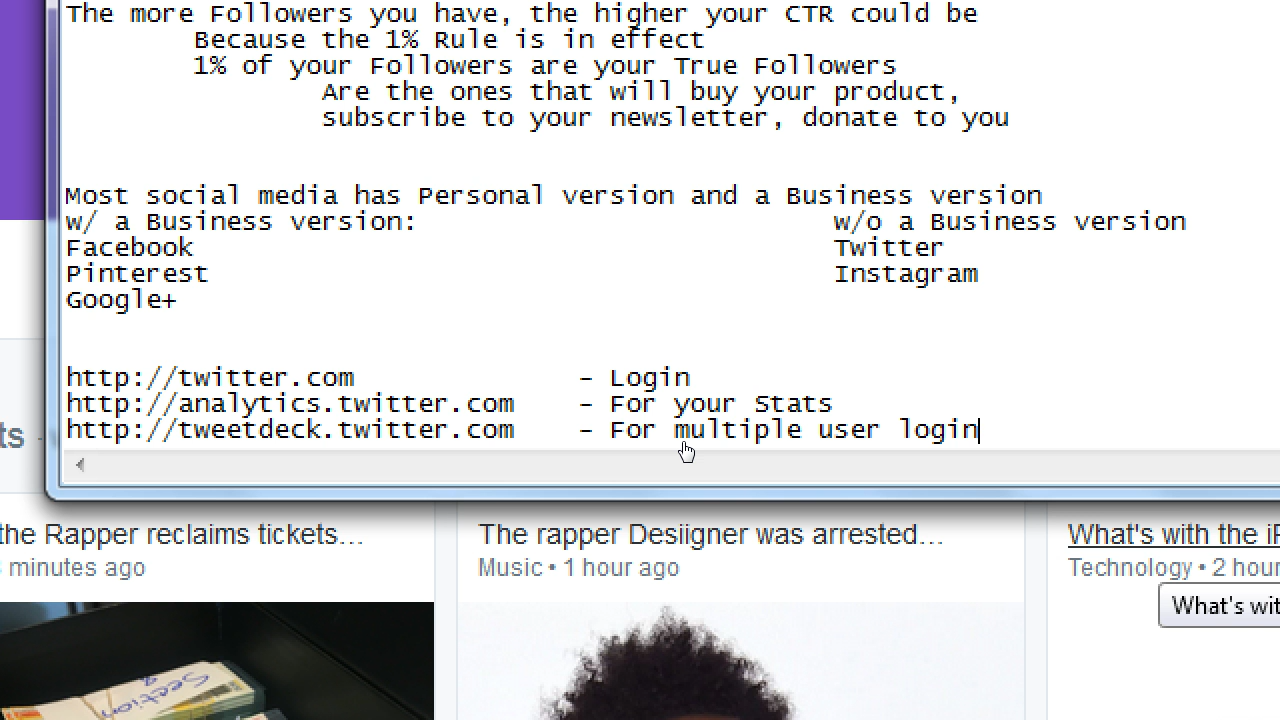 The more Followers you have, the higher your CTR could be
Because the 1% Rule is in effect
1% of your Followers are your True Followers
Are the ones that will buy your product,
subscribe to your newsletter, donate to you
Most social media has Personal version and a Business version
w/ a Business version: w/o a Business version
Facebook Twitter
Pinterest Instagram
Google+
http://twitter.com - Login
http://analytics.twitter.com - For your Stats
http://tweetdeck.twitter.com - For multiple user login
ts
the Rapper reclaims tickets… The rapper Desiigner was arrested… What's with the iP
minutes ago Music • 1 hour ago Technology • 2 hour
What's wit
Section